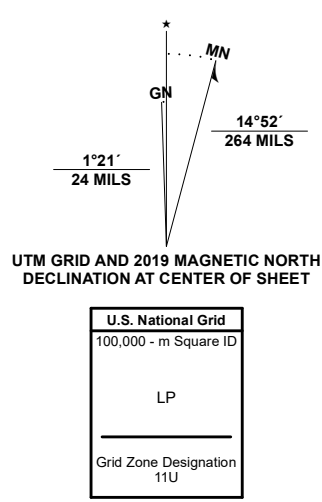 ★
MN
GN
14°52´
264 MILS
1°21´
24 MILS
UTM GRID AND 2019 MAGNETIC NORTH
DECLINATION AT CENTER OF SHEET
U.S. National Grid
100,000 - m Square ID
LP
Grid Zone Designation
11U